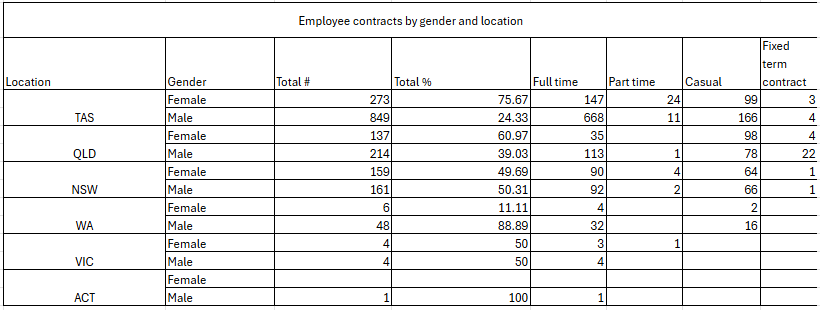 Employee contracts by gender and location
Location Gender Total # Total % Full time Part time Casual Fixed term contract
TAS Female 273 75.67 147 24 99 3
Male 849 24.33 668 11 166 4
QLD Female 137 60.97 35 98 4
Male 214 39.03 113 1 78 22
NSW Female 159 49.69 90 4 64 1
Male 161 50.31 92 2 66 1
WA Female 6 11.11 4 2
Male 48 88.89 32 16
VIC Female 4 50 3 1
Male 4 50 4
ACT Female
Male 1 100 1